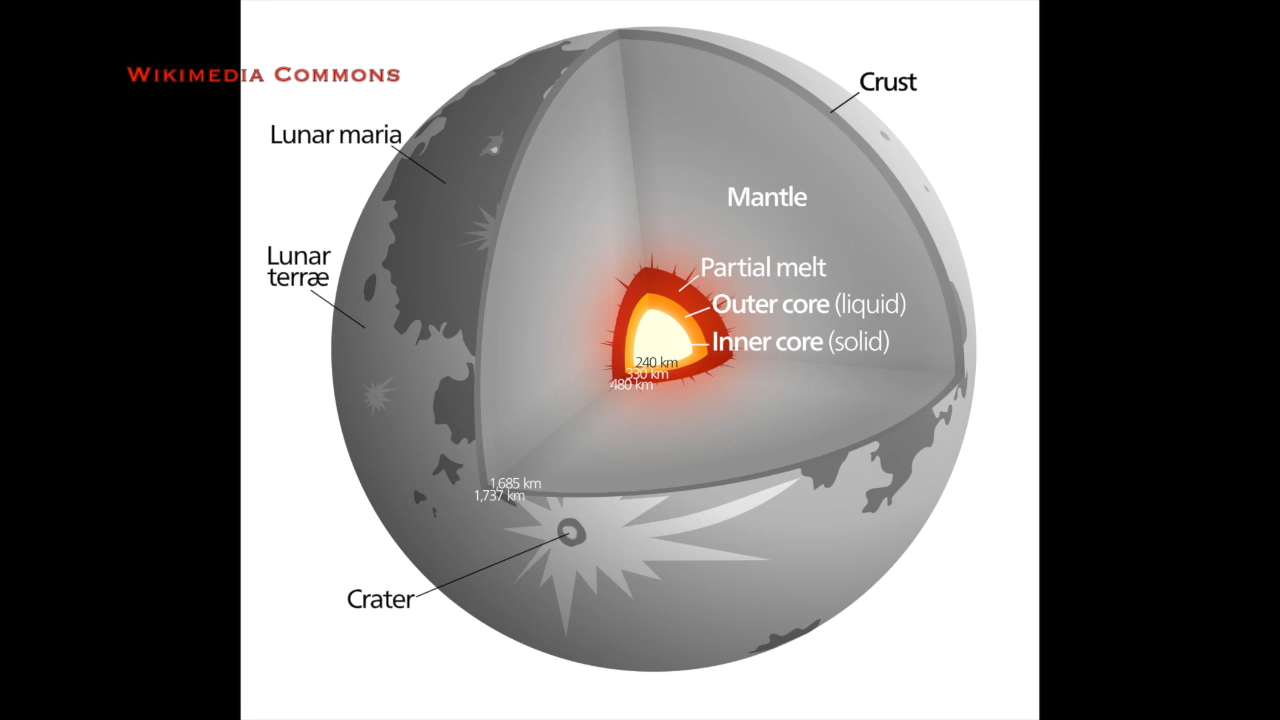 WIKIMEDIA COMMONS
Crust
Lunar maria
Mantle
Lunar
terræ
Partial melt
Outer core (liquid)
Inner core (solid)
240 km
330 km
480 km
1,685 km
1,737 km
Crater